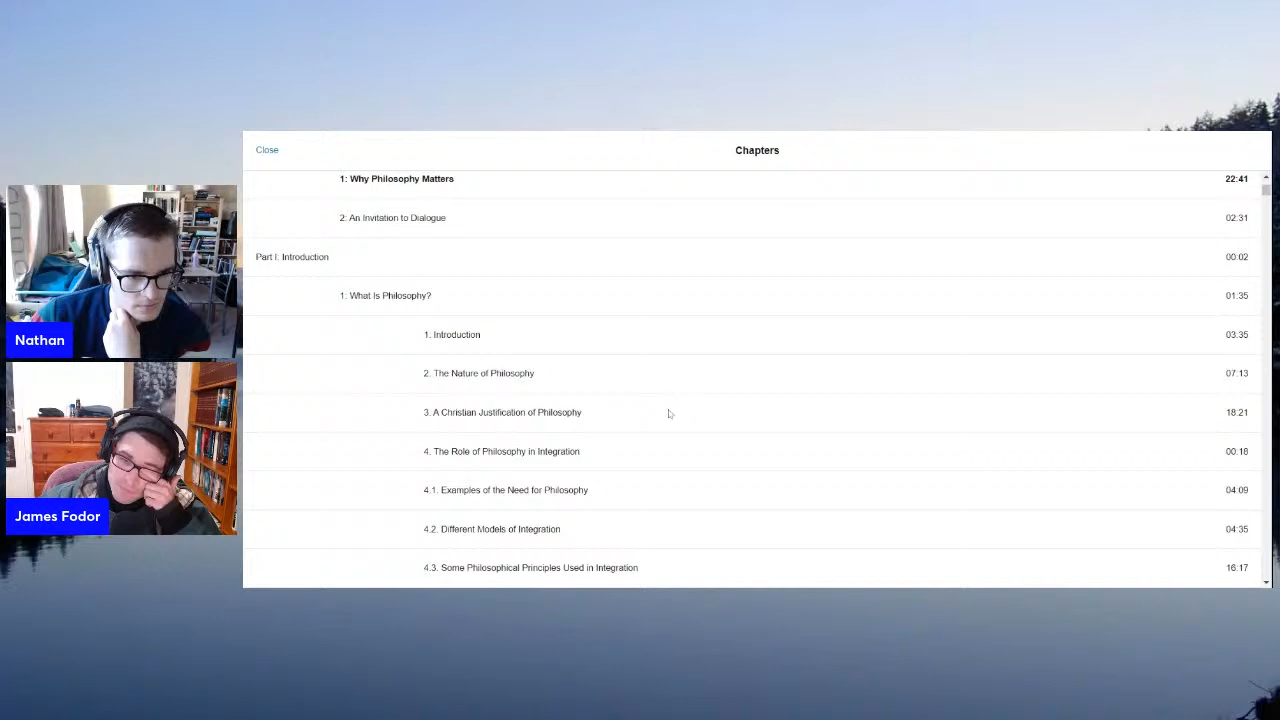 Close
Chapters
1: Why Philosophy Matters 22:41
2: An Invitation to Dialogue 02:31
Part I: Introduction 00:02
1: What Is Philosophy? 01:35
1. Introduction 03:35
2. The Nature of Philosophy 07:13
3. A Christian Justification of Philosophy 18:21
4. The Role of Philosophy in Integration 00:18
4.1. Examples of the Need for Philosophy 04:09
4.2. Different Models of Integration 04:35
4.3. Some Philosophical Principles Used in Integration 16:17
Nathan
James Fodor